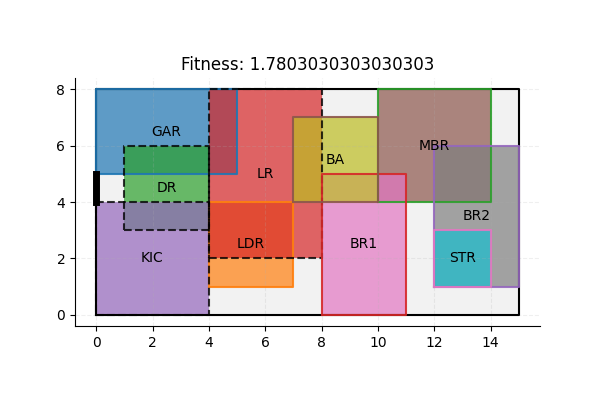 Fitness: 1.7803030303030303
8
6
4
2
0
GAR
DR
KIC
LR
LDR
BA
BR1
MBR
BR2
STR
0 2 4 6 8 10 12 14